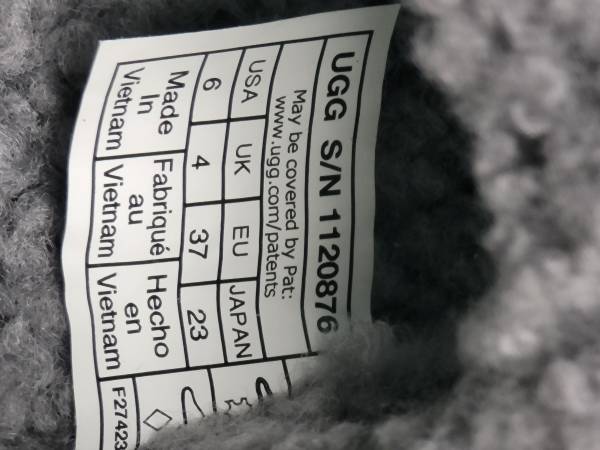 UGG S/N 1120876
May be covered by Pat:
www.ugg.com/patents
USA UK EU JAPAN
6 4 37 23
Made In Vietnam
Fabriqué au Vietnam
Hecho en Vietnam
F27423